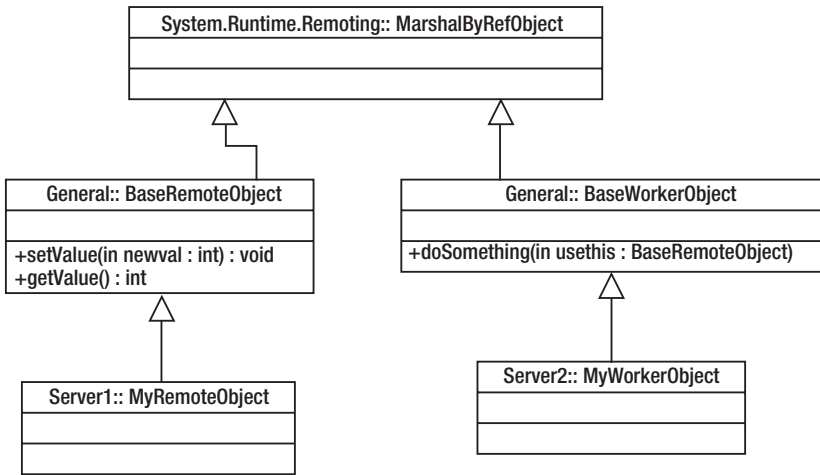 System.Runtime.Remoting:: MarshalByRefObject
General:: BaseRemoteObject
+setValue(in newval : int) : void
+getValue() : int
General:: BaseWorkerObject
+doSomething(in usethis : BaseRemoteObject)
Server1:: MyRemoteObject
Server2:: MyWorkerObject